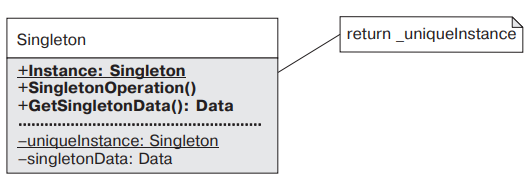 Singleton
return _uniqueInstance
+Instance: Singleton
+SingletonOperation()
+GetSingletonData(): Data
–uniqueInstance: Singleton
–singletonData: Data